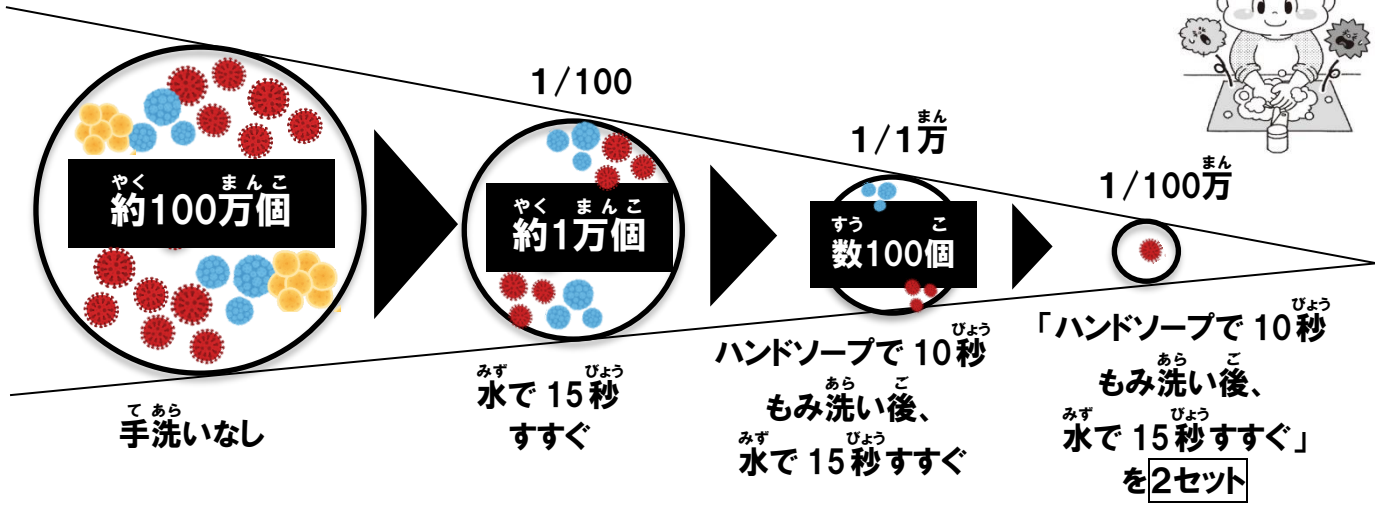 約100万個
手洗いなし
1/100
約1万個
水で15秒
すすぐ
1/1万
数100個
ハンドソープで10秒
もみ洗い後、
水で15秒すすぐ
1/100万
「ハンドソープで10秒
もみ洗い後、
水で15秒すすぐ」
を2セット